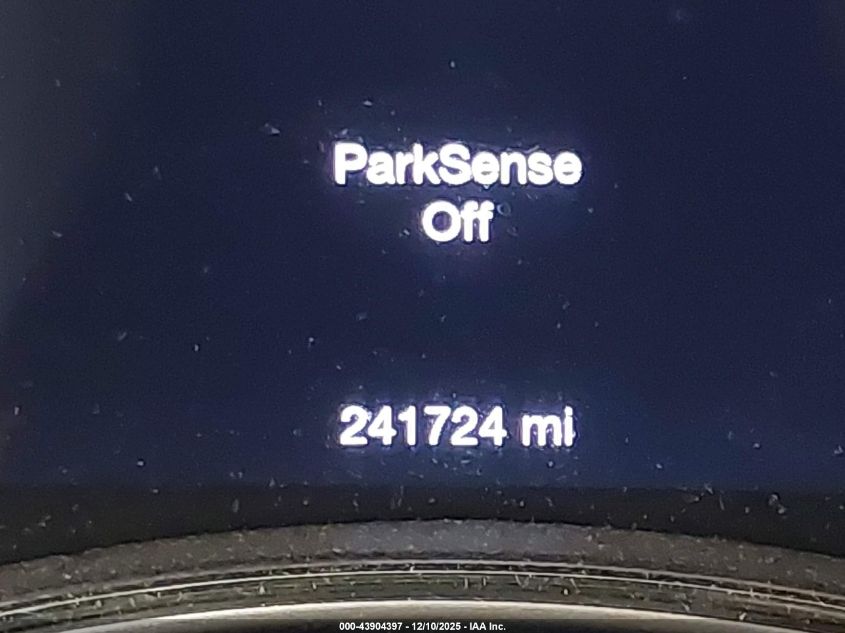 ParkSense
Off
241724 mi
000-43904397 - 12/10/2025 - IAA Inc.